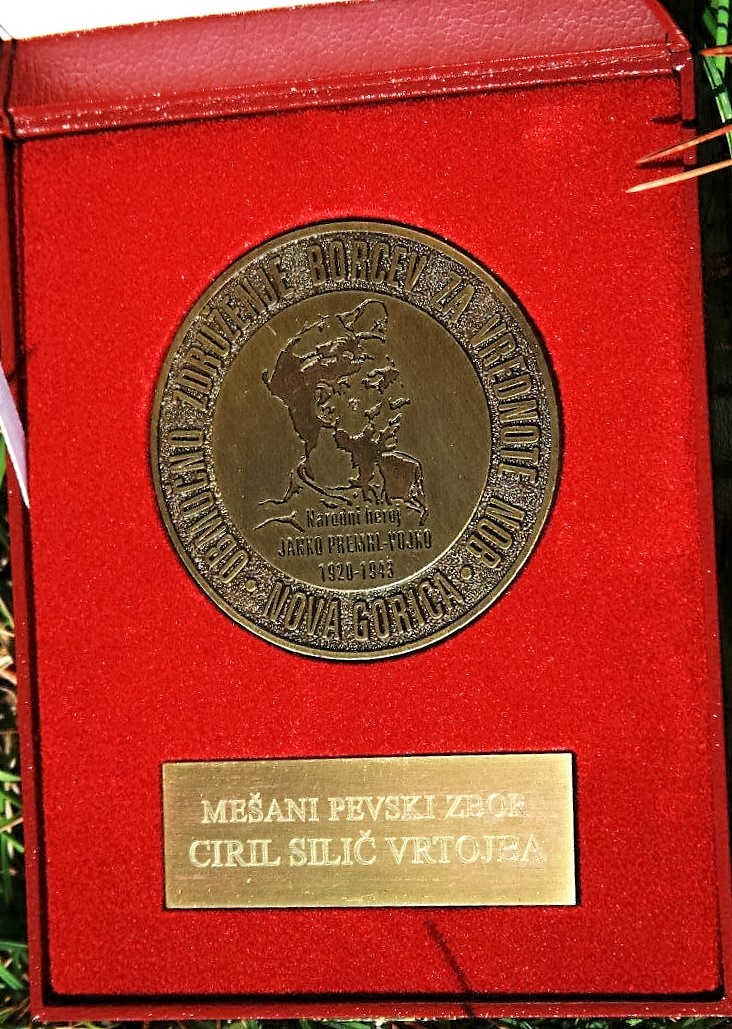 OBMOČNO ZDRUŽENJE BORCEV ZA VREDNOTE NOB
Narodni heroj
JANKO PREMRL-VOJKO
1920-1943
• NOVA GORICA •
MEŠANI PEVSKI ZBOR
CIRIL SILIČ VRTOJBA